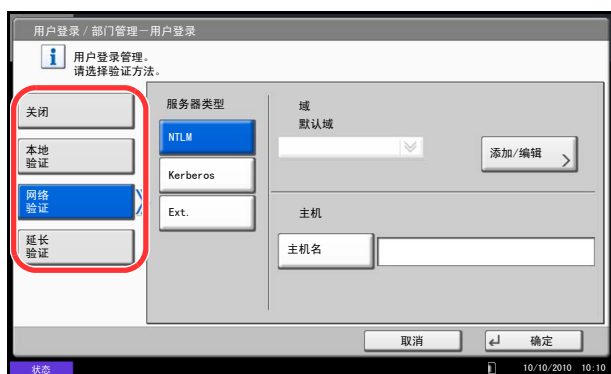 用户登录 / 部门管理－用户登录
用户登录管理。
请选择验证方法。
关闭
本地
验证
网络
验证
延长
验证
服务器类型
NTLM
Kerberos
Ext.
域
默认域
添加/编辑
主机
主机名
取消
确定
状态
10/10/2010 10:10